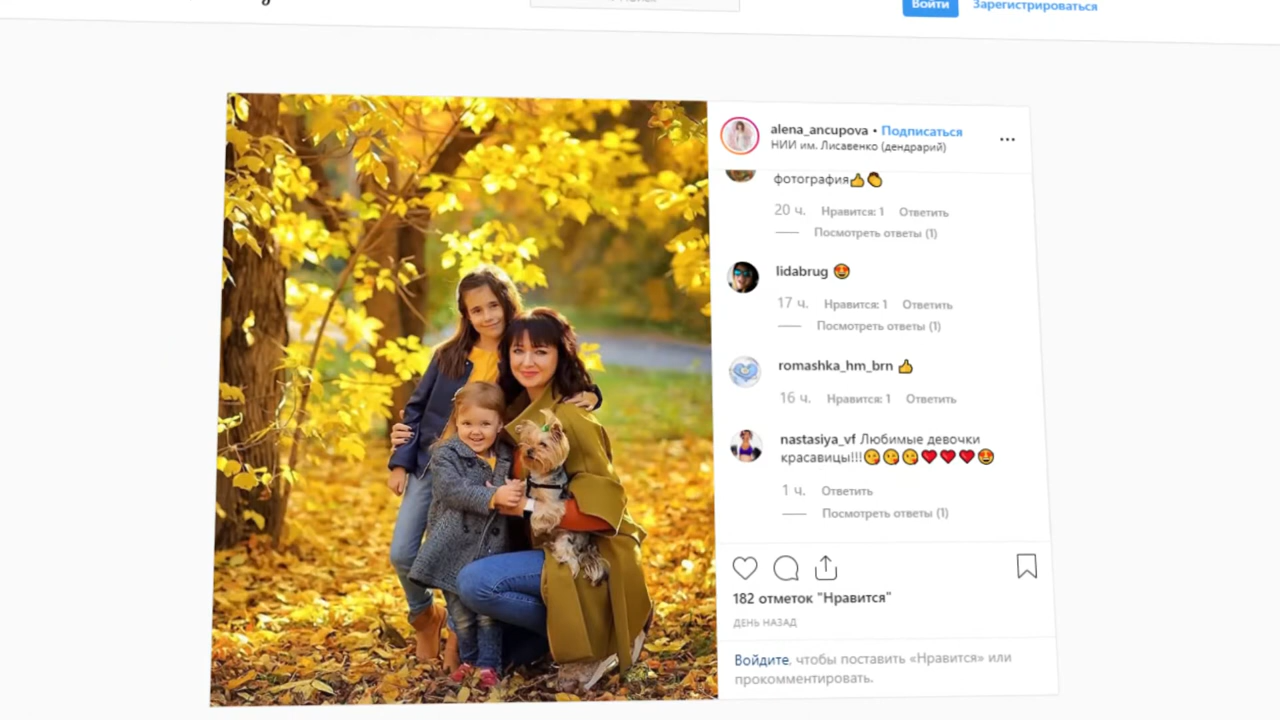 Войти Зарегистрироваться
alena_ancupova • Подписаться
НИИ им. Лисавенко (дендрарий)
фотография👍👏
20 ч. Нравится: 1 Ответить
Посмотреть ответы (1)
lidabrug 😍
17 ч. Нравится: 1 Ответить
Посмотреть ответы (1)
romashka_hm_brn 👍
16 ч. Нравится: 1 Ответить
nastasiya_vf Любимые девочки
красавицы!!!😘😘😘❤❤❤😍
1 ч. Ответить
Посмотреть ответы (1)
182 отметок "Нравится"
ДЕНЬ НАЗАД
Войдите, чтобы поставить «Нравится» или
прокомментировать.